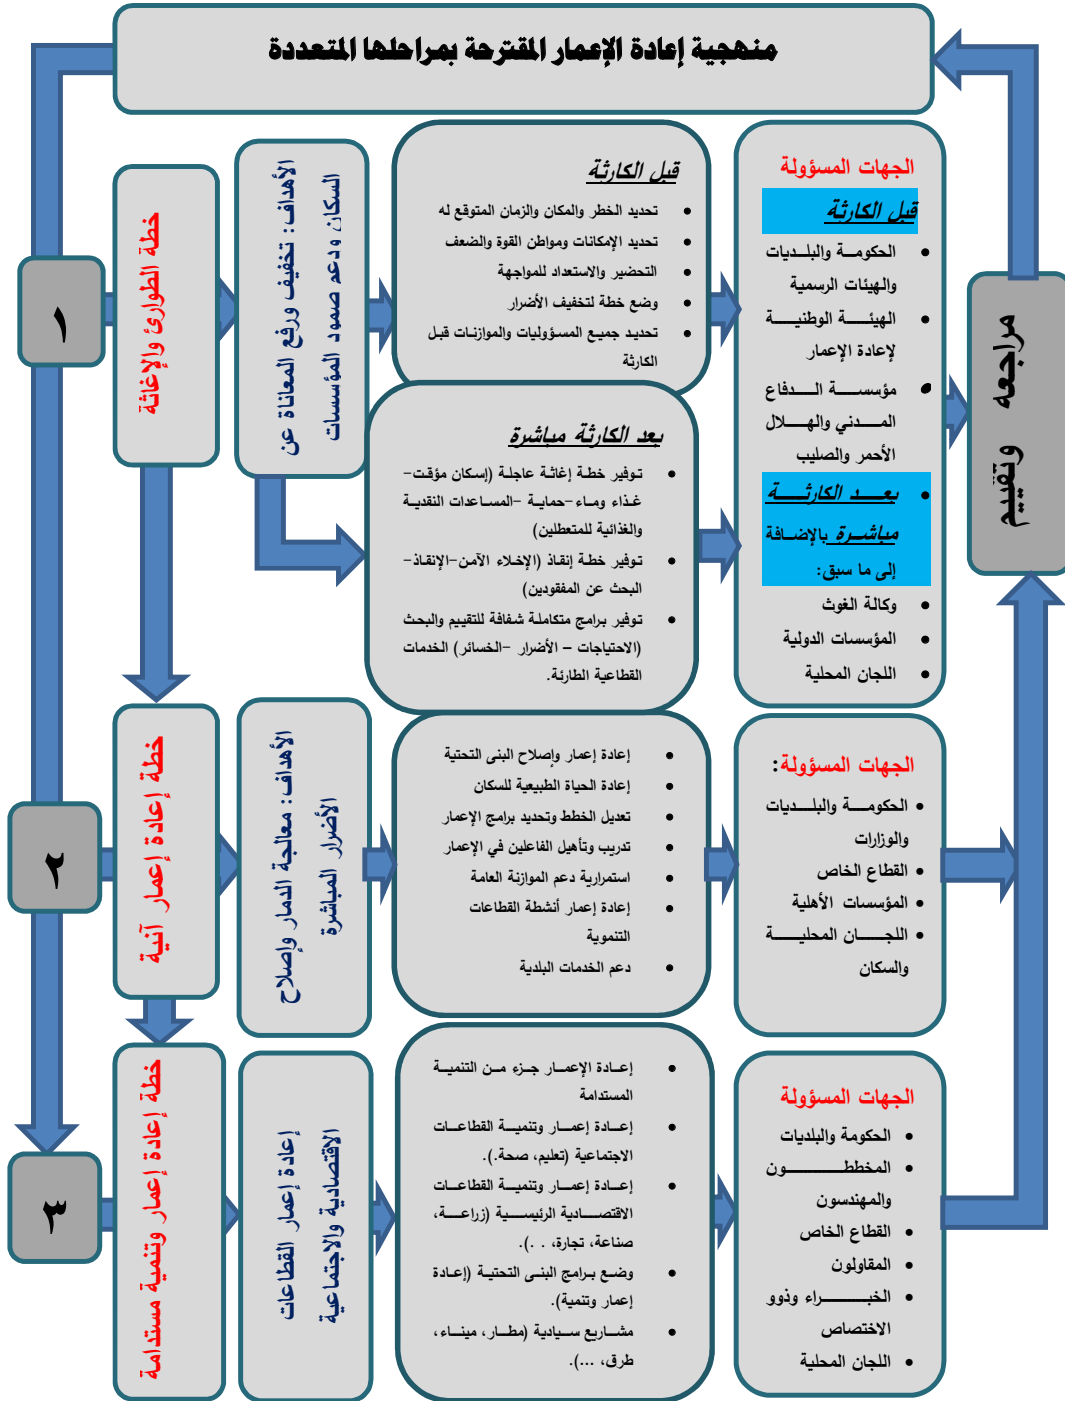 منهجية إعادة الإعمار المقترحة بمراحلها المتعددة
١
خطة الطوارئ والإغاثة
الأهداف: تخفيف ورفع المعاناة عن
السكان ودعم صمود المؤسسات
قبل الكارثة
• تحديد الخطر والمكان والزمان المتوقع له
• تحديد الإمكانات ومواطن القوة والضعف
• التحضير والاستعداد للمواجهة
• وضع خطة لتخفيف الأضرار
• تحديد جميع المسؤوليات والموازنات قبل
الكارثة
بعد الكارثة مباشرة
• توفير خطة إغاثة عاجلة (إسكان مؤقت-
غذاء وماء-حماية -المساعدات النقدية
والغذائية للمتعطلين)
• توفير خطة إنقاذ (الإخلاء الآمن-الإنقاذ-
البحث عن المفقودين)
• توفير برامج متكاملة شفافة للتقييم والبحث
(الاحتياجات – الأضرار -الخسائر) الخدمات
القطاعية الطارئة.
الجهات المسؤولة
قبل الكارثة
• الحكومة والبلديات
والهيئات الرسمية
• الهيئة الوطنية
لإعادة الإعمار
• مؤسسة الدفاع
المدني والهلال
الأحمر والصليب
• بعد الكارثة
مباشرة بالإضافة
إلى ما سبق:
• وكالة الغوث
• المؤسسات الدولية
• اللجان المحلية
مراجعه وتقييم
٢
خطة إعادة إعمار آنية
الأهداف: معالجة الدمار وإصلاح
الأضرار المباشرة
• إعادة إعمار وإصلاح البنى التحتية
• إعادة الحياة الطبيعية للسكان
• تعديل الخطط وتحديد برامج الإعمار
• تدريب وتأهيل الفاعلين في الإعمار
• استمرارية دعم الموازنة العامة
• إعادة إعمار أنشطة القطاعات
التنموية
• دعم الخدمات البلدية
الجهات المسؤولة:
• الحكومة والبلديات
والوزارات
• القطاع الخاص
• المؤسسات الأهلية
• اللجان المحلية
والسكان
٣
خطة إعادة إعمار وتنمية مستدامة
إعادة إعمار القطاعات
الاقتصادية والاجتماعية
• إعادة الإعمار جزء من التنمية
المستدامة
• إعادة إعمار وتنمية القطاعات
الاجتماعية (تعليم، صحة.).
• إعادة إعمار وتنمية القطاعات
الاقتصادية الرئيسية (زراعة،
صناعة، تجارة، . .).
• وضع برامج البنى التحتية (إعادة
إعمار وتنمية).
• مشاريع سيادية (مطار، ميناء،
طرق، ...).
الجهات المسؤولة
• الحكومة والبلديات
• المخططون
والمهندسون
• القطاع الخاص
• المقاولون
• الخبراء وذوو
الاختصاص
• اللجان المحلية